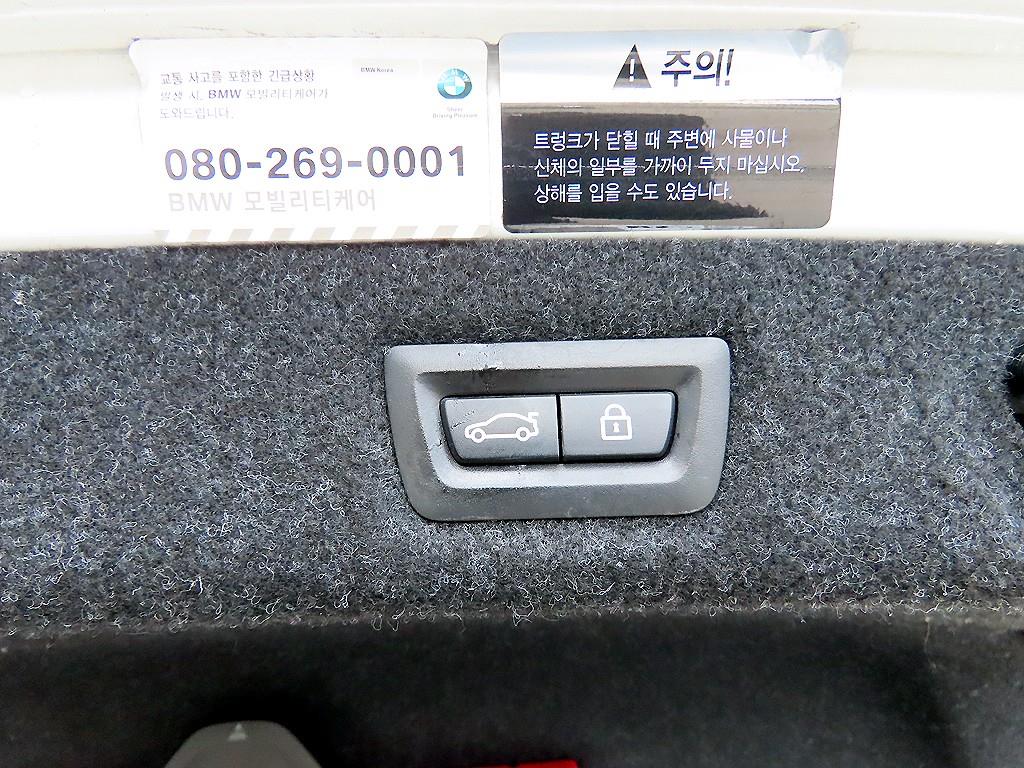 교통 사고를 포함한 긴급상황
발생 시, BMW 모빌리티케어가
도와드립니다.
BMW Korea
Sheer
Driving Pleasure
080-269-0001
BMW 모빌리티케어
주의!
트렁크가 닫힐 때 주변에 사물이나
신체의 일부를 가까이 두지 마십시오,
상해를 입을 수도 있습니다.